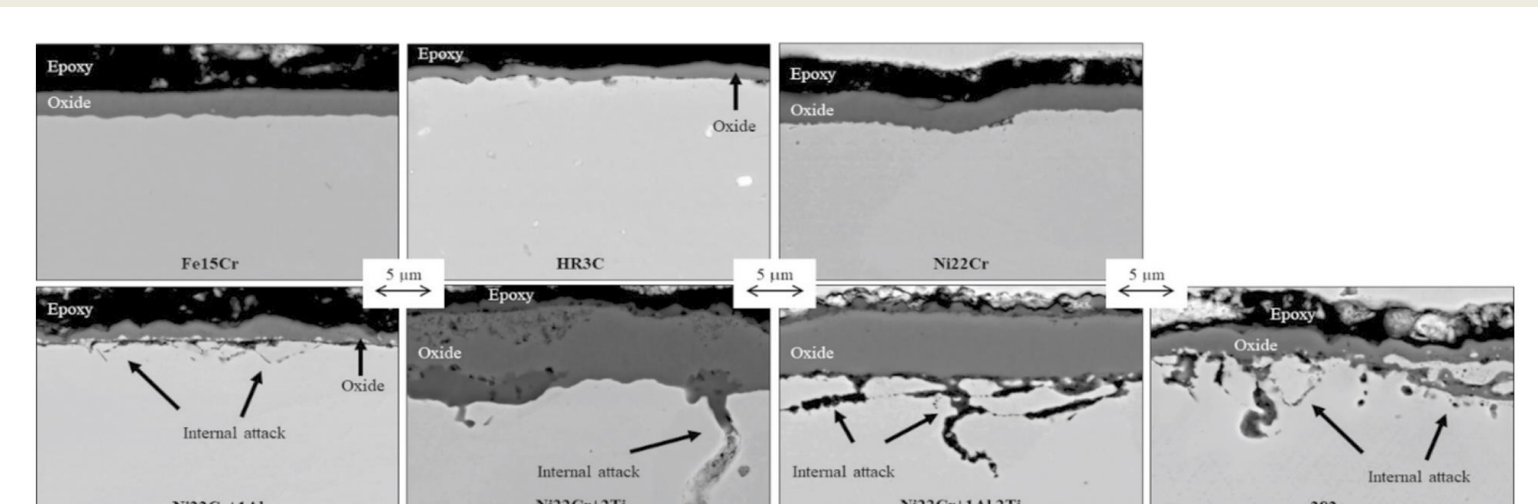 Epoxy
Oxide
Fe15Cr
Epoxy
Oxide
HR3C
Epoxy
Oxide
Ni22Cr
5 µm
5 µm
5 µm
Epoxy
Oxide
Internal attack
Epoxy
Oxide
Internal attack
Oxide
Internal attack
Epoxy
Oxide
Internal attack